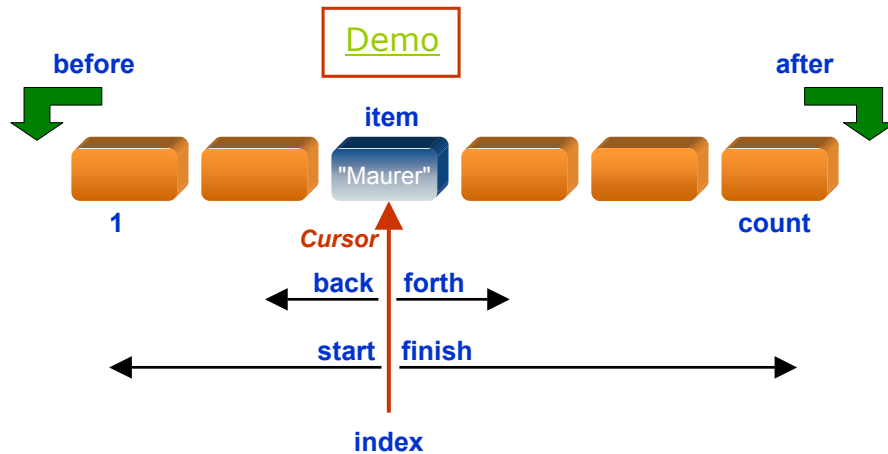 Demo
before
after
item
"Maurer"
1
count
Cursor
back forth
start finish
index